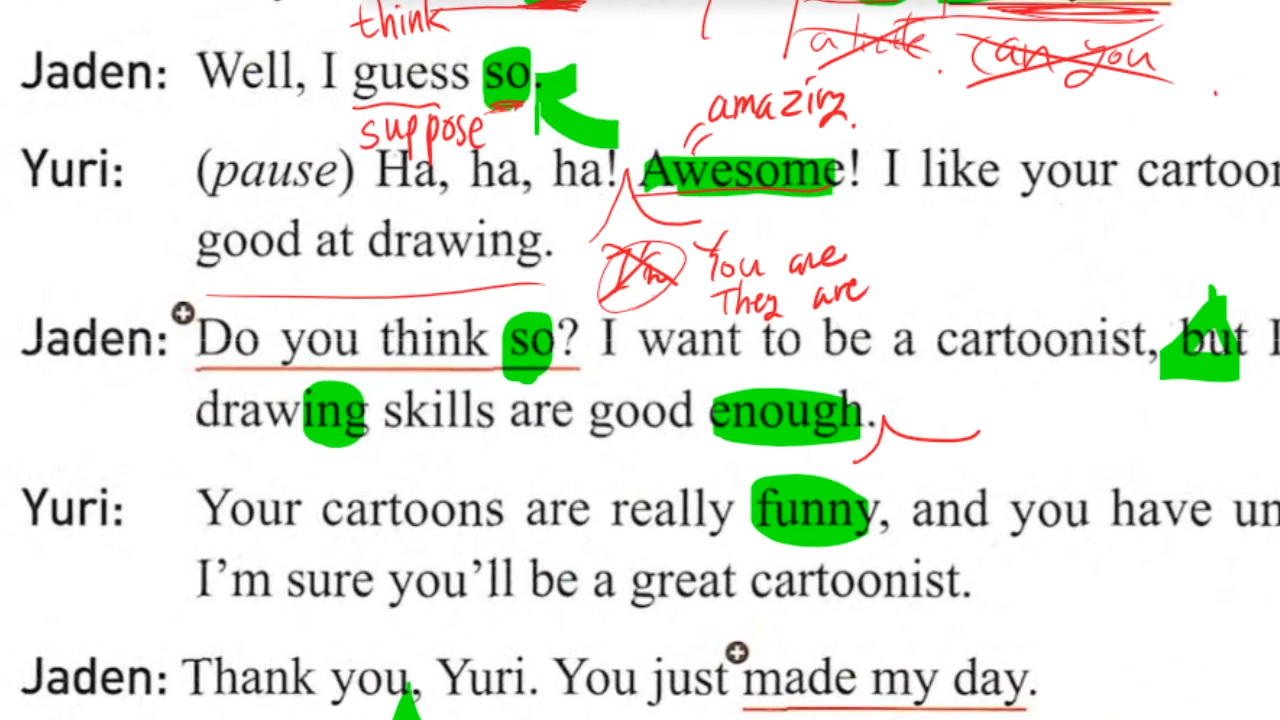 think
a little. can you
Jaden: Well, I guess so.
suppose
amazing.
Yuri: (pause) Ha, ha, ha! Awesome! I like your cartoon
good at drawing.
I'm You are
They are
Jaden: Do you think so? I want to be a cartoonist, but I
drawing skills are good enough.
Yuri: Your cartoons are really funny, and you have un
I'm sure you'll be a great cartoonist.
Jaden: Thank you, Yuri. You just made my day.